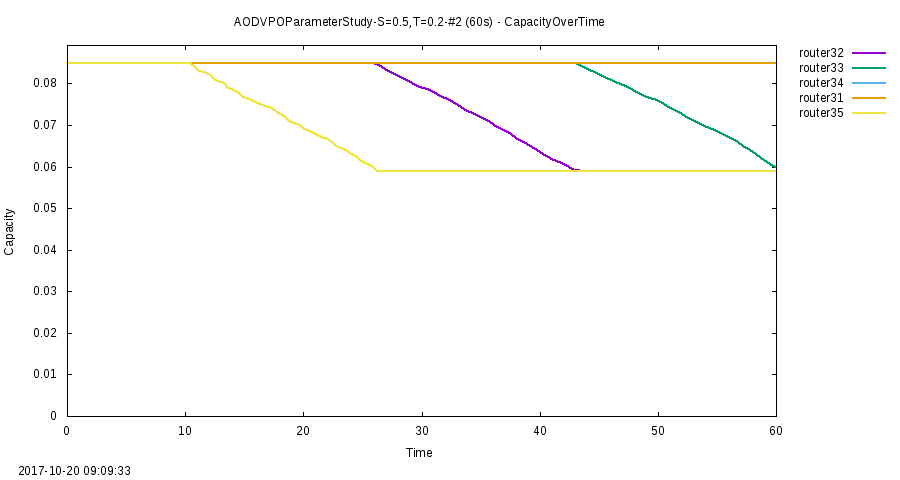 AODVPOParameterStudy-S=0.5,T=0.2-#2 (60s) - CapacityOverTime
router32
router33
router34
router31
router35
0.08
0.07
0.06
0.05
0.04
0.03
0.02
0.01
0
Capacity
0 10 20 30 40 50 60
Time
2017-10-20 09:09:33